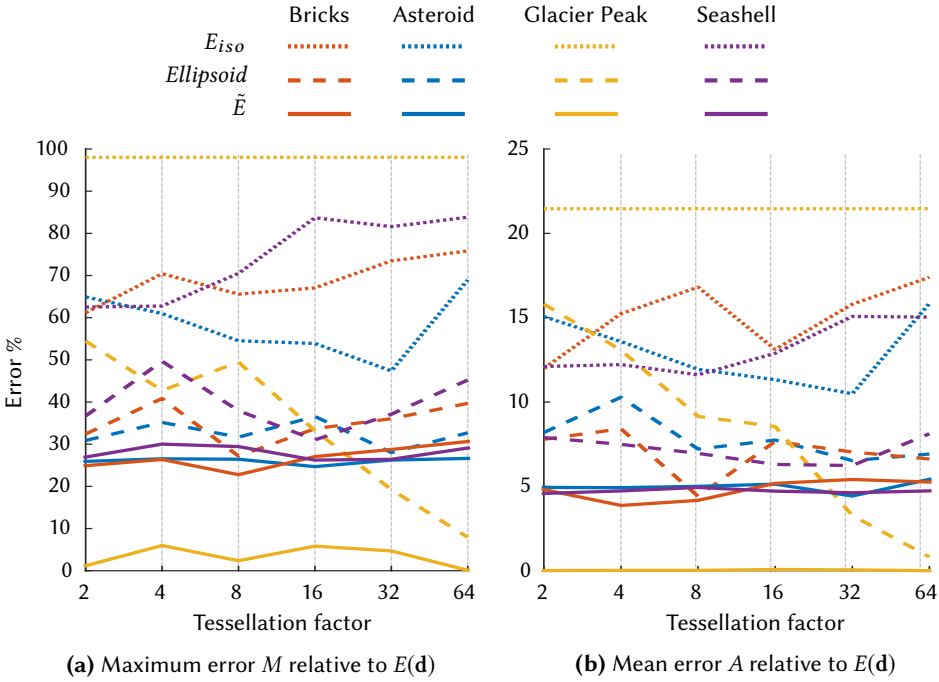 Bricks Asteroid Glacier Peak Seashell
E_iso
Ellipsoid
Ẽ
100
90
80
70
60
50
40
30
20
10
0
Error %
2 4 8 16 32 64
Tessellation factor
(a) Maximum error M relative to E(d)
25
20
15
10
5
0
2 4 8 16 32 64
Tessellation factor
(b) Mean error A relative to E(d)